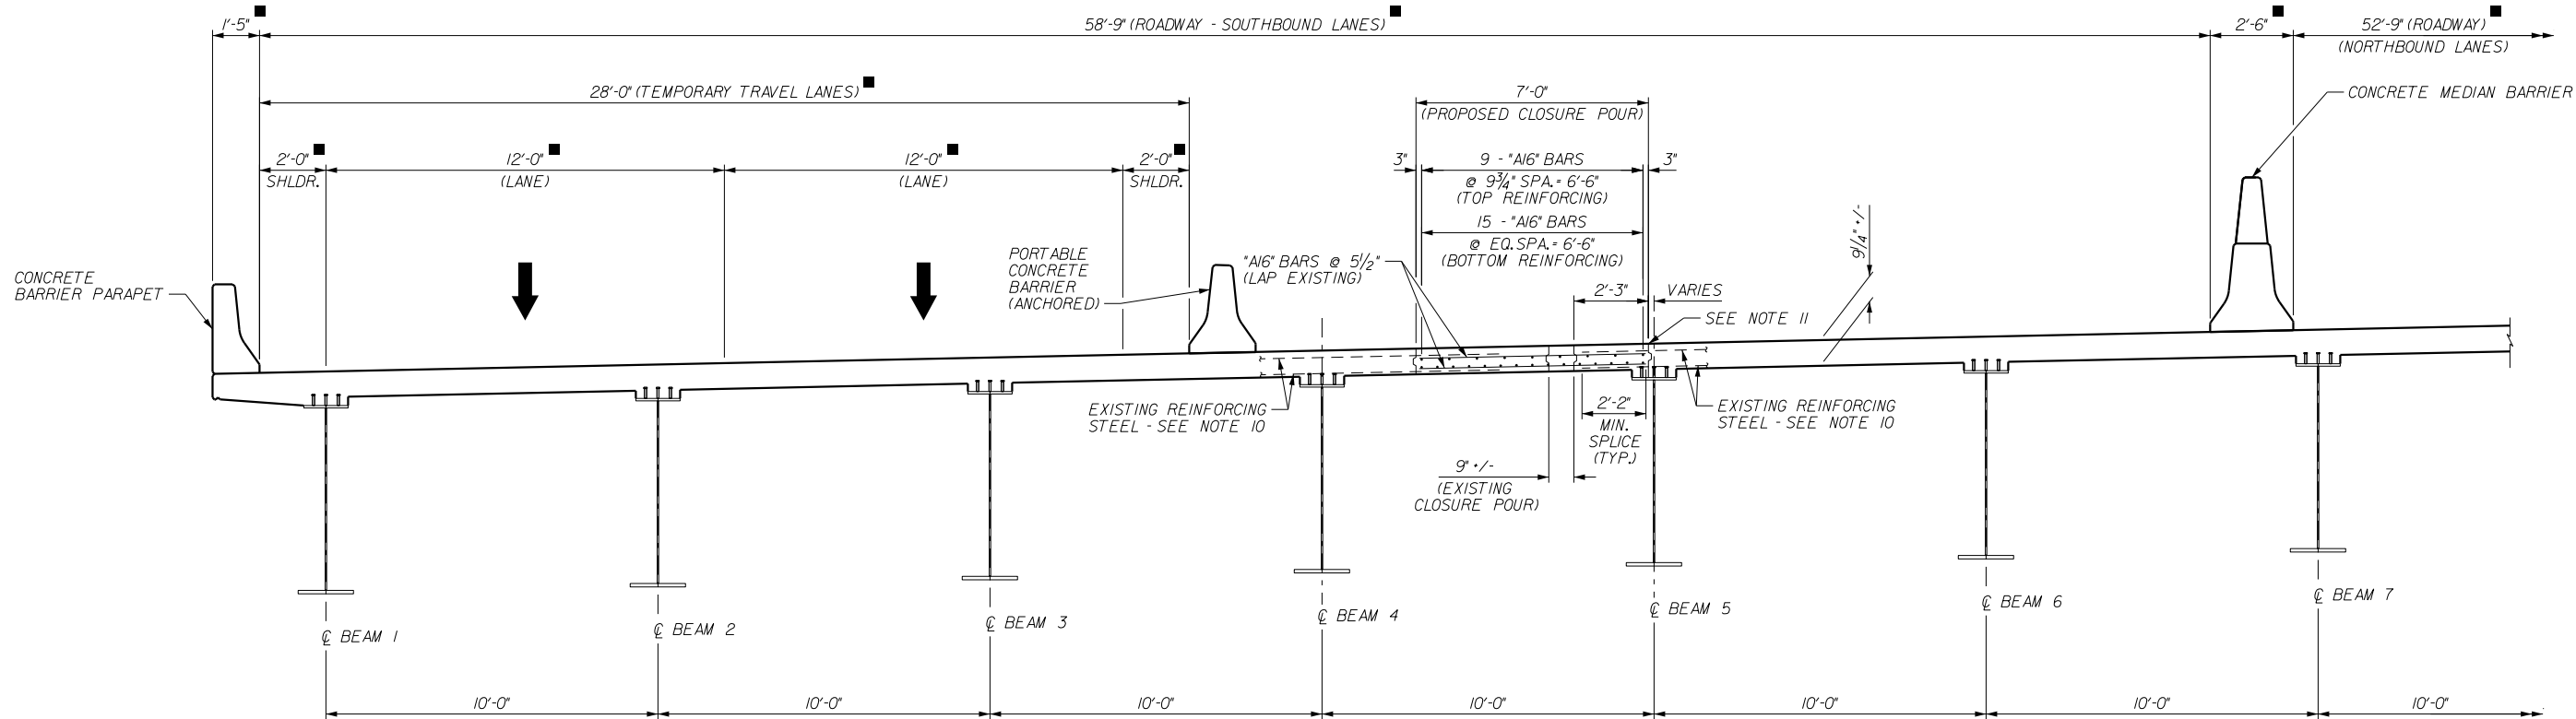 1'-5"
58'-9" (ROADWAY - SOUTHBOUND LANES)
2'-6"
52'-9" (ROADWAY)
(NORTHBOUND LANES)
28'-0" (TEMPORARY TRAVEL LANES)
7'-0"
(PROPOSED CLOSURE POUR)
CONCRETE MEDIAN BARRIER
2'-0"
SHLDR.
12'-0"
(LANE)
12'-0"
(LANE)
2'-0"
SHLDR.
3"
9 - "A16" BARS
@ 9¾" SPA.= 6'-6"
(TOP REINFORCING)
3"
15 - "A16" BARS
@ EQ.SPA.= 6'-6"
(BOTTOM REINFORCING)
9¼" +/-
CONCRETE
BARRIER PARAPET
PORTABLE
CONCRETE
BARRIER
(ANCHORED)
"A16" BARS @ 5½"
(LAP EXISTING)
2'-3"
VARIES
SEE NOTE 11
EXISTING REINFORCING
STEEL - SEE NOTE 10
2'-2"
MIN.
SPLICE
(TYP.)
EXISTING REINFORCING
STEEL - SEE NOTE 10
9" +/-
(EXISTING
CLOSURE POUR)
℄ BEAM 1
℄ BEAM 2
℄ BEAM 3
℄ BEAM 4
℄ BEAM 5
℄ BEAM 6
℄ BEAM 7
10'-0"
10'-0"
10'-0"
10'-0"
10'-0"
10'-0"
10'-0"